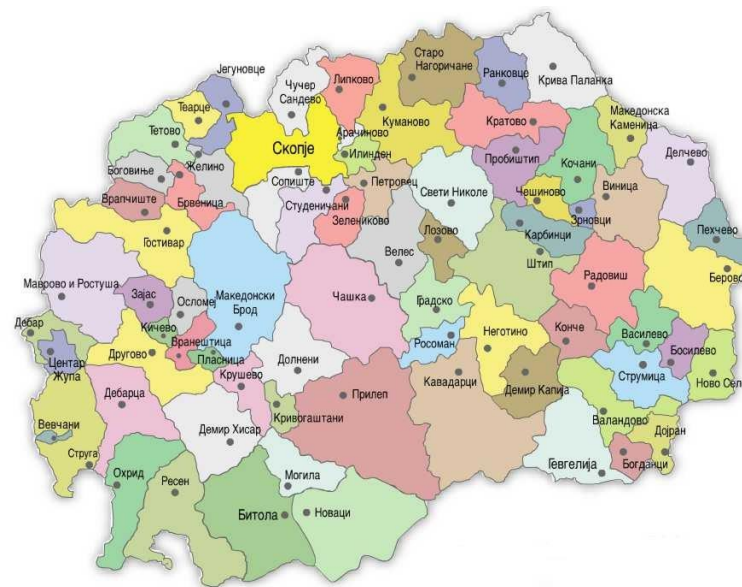 Јегуновце
Чучер
Сандево
Липково
Старо
Нагоричане
Ранковце
Крива Паланка
Теарце
Тетово
Куманово
Кратово
Македонска
Каменица
Скопје
Арачиново
Илинден
Пробиштип
Кочани
Делчево
Боговиње
Желино
Сопиште
Петровец
Свети Николе
Чешиново
Виница
Врапчиште
Брвеница
Студеничани
Зелениково
Лозово
Карбинци
Зрновци
Пехчево
Гостивар
Велес
Штип
Берово
Маврово и Ростуша
Зајас
Осломеј
Македонски
Брод
Чашка
Градско
Радовиш
Дебар
Кичево
Центар
Жупа
Другово
Вранештица
Пласница
Долнени
Росоман
Неготино
Конче
Василево
Босилево
Крушево
Кавадарци
Демир Капија
Струмица
Ново Сел
Дебарца
Прилеп
Кривогаштани
Вевчани
Демир Хисар
Валандово
Дојран
Струга
Охрид
Ресен
Могила
Гевгелија
Богданци
Битола
Новаци